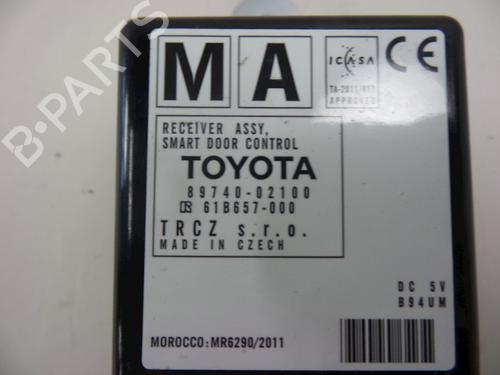 M A
ICASA
TA-2011/477
APPROVED
CE
RECEIVER ASSY,
SMART DOOR CONTROL
TOYOTA
89740-02100
R 61B657-000
TRCZ s.r.o.
MADE IN CZECH
DC 5V
B94UM
MOROCCO:MR6290/2011
B-PARTS